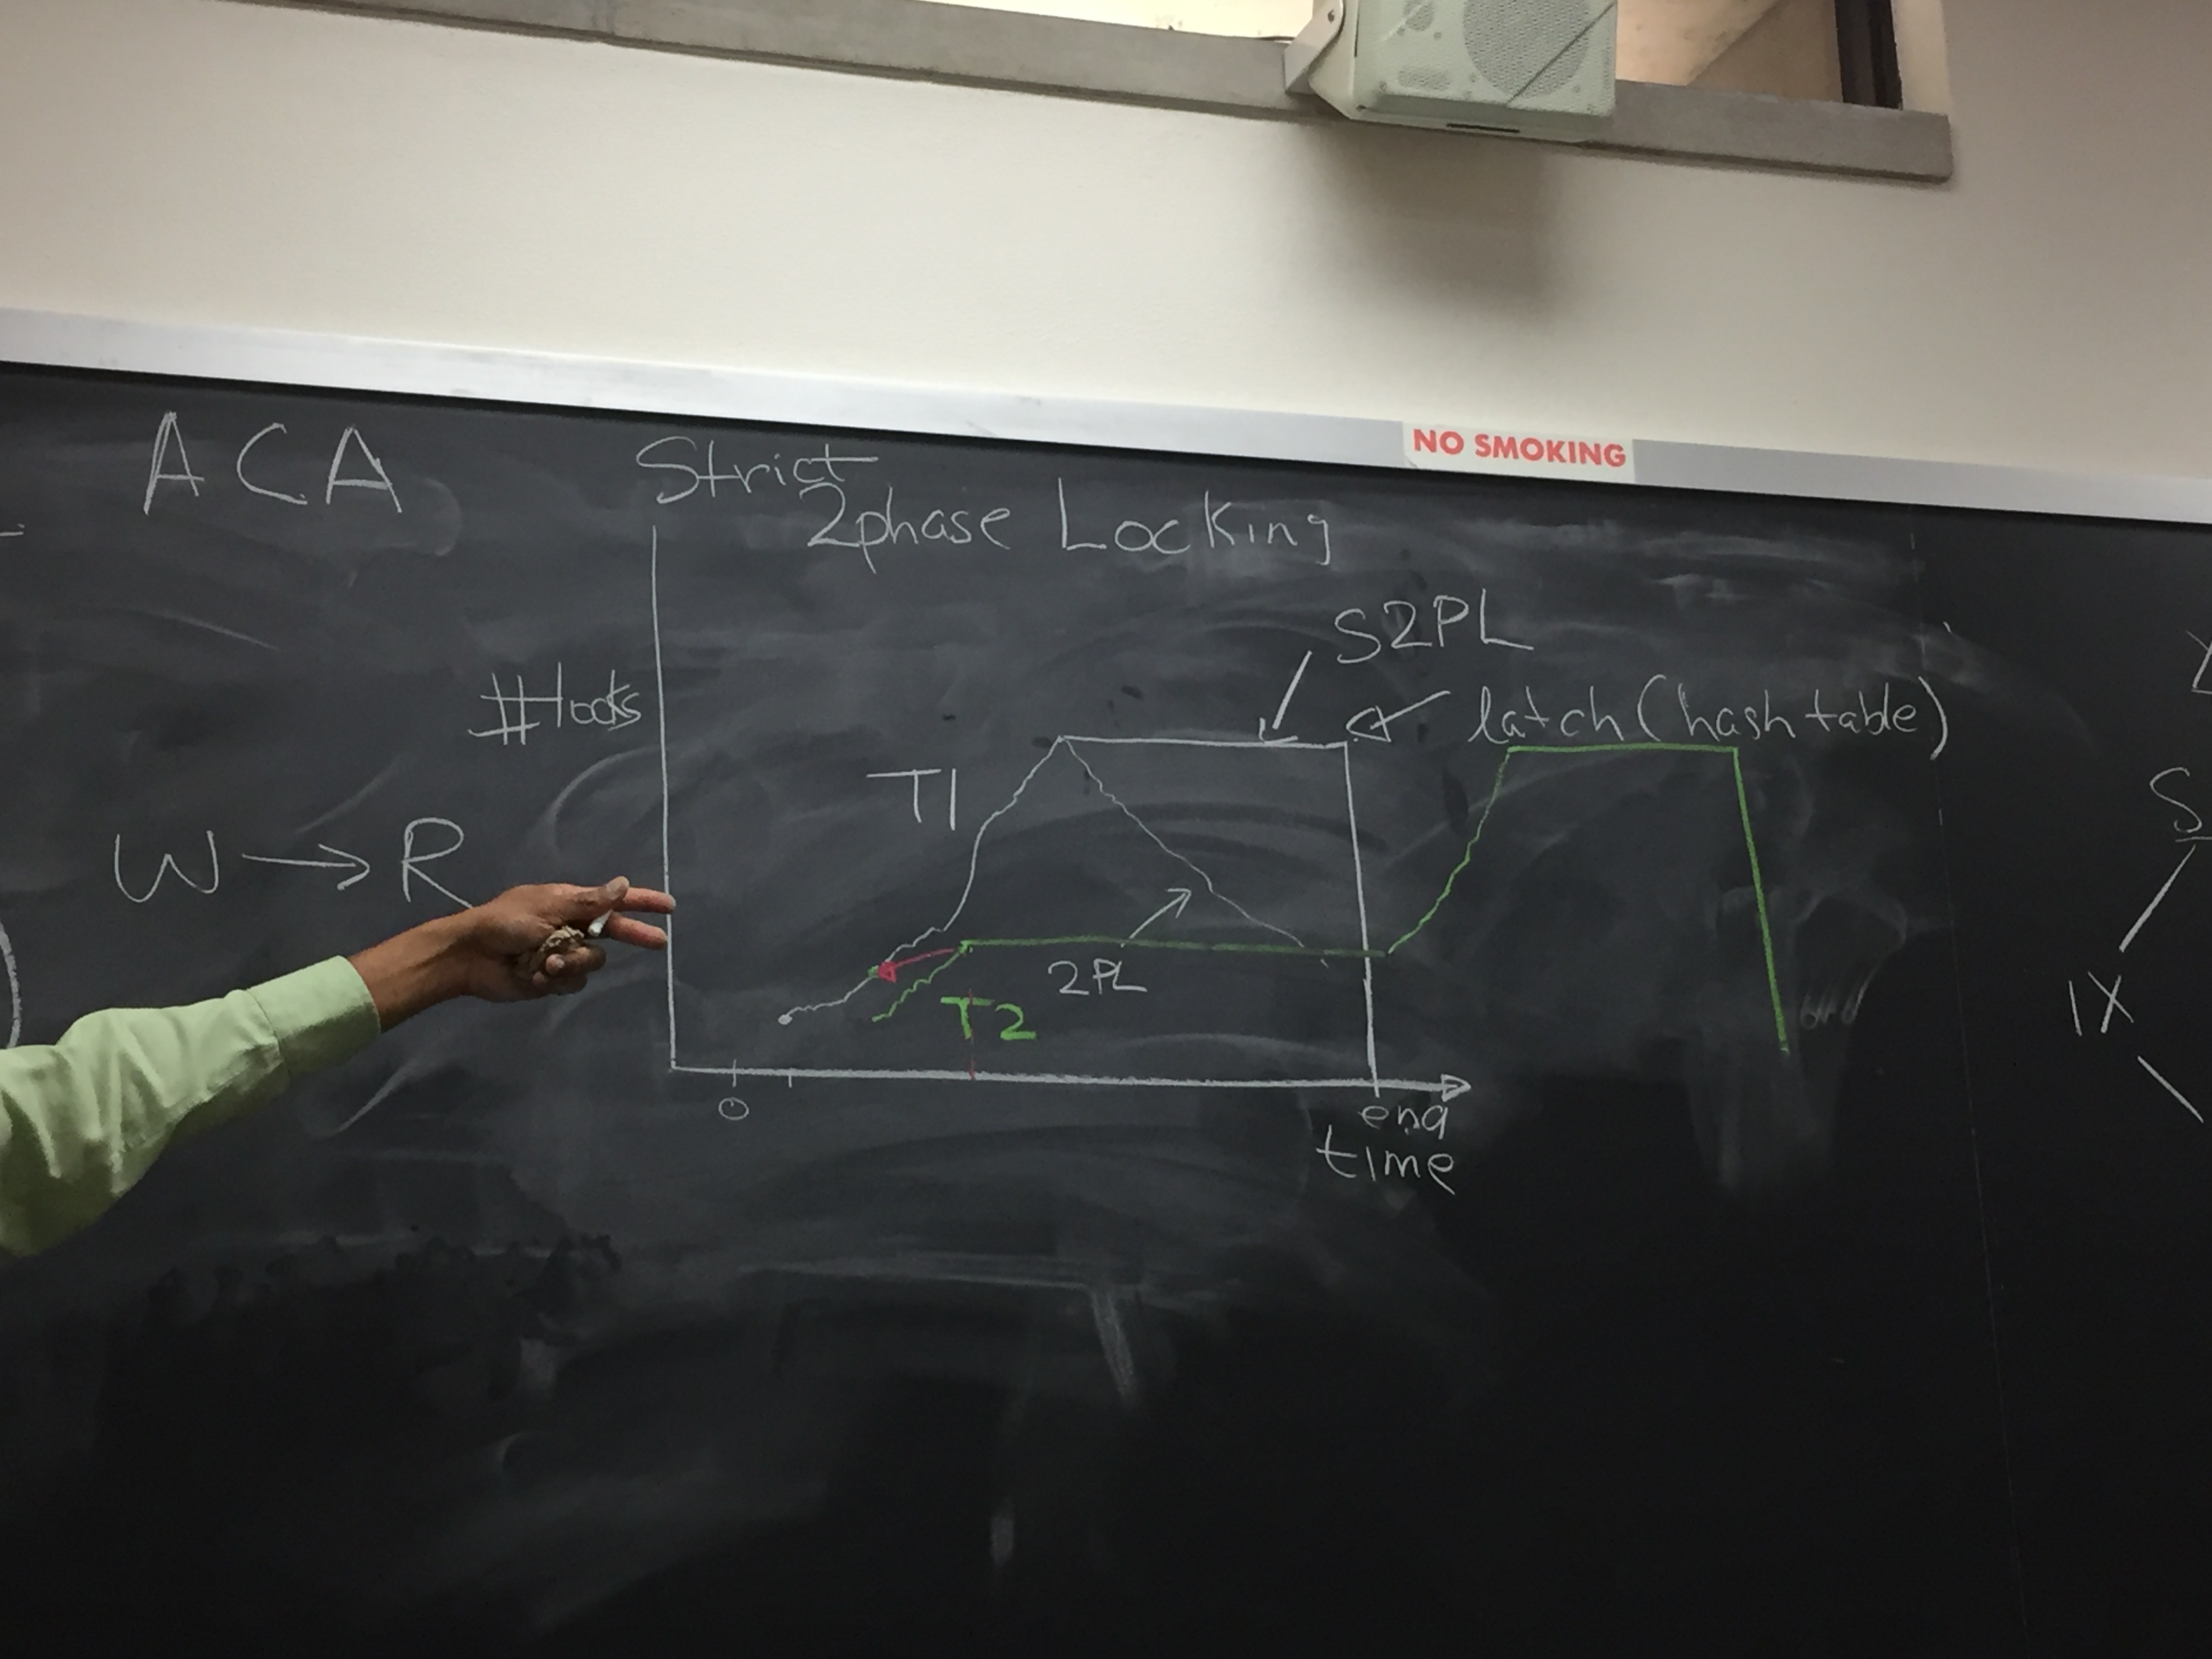 NO SMOKING
ACA
Strict
2phase Locking
S2PL
#locks
latch (hash table)
T1
W → R
S
2PL
IX
T2
0
end
time